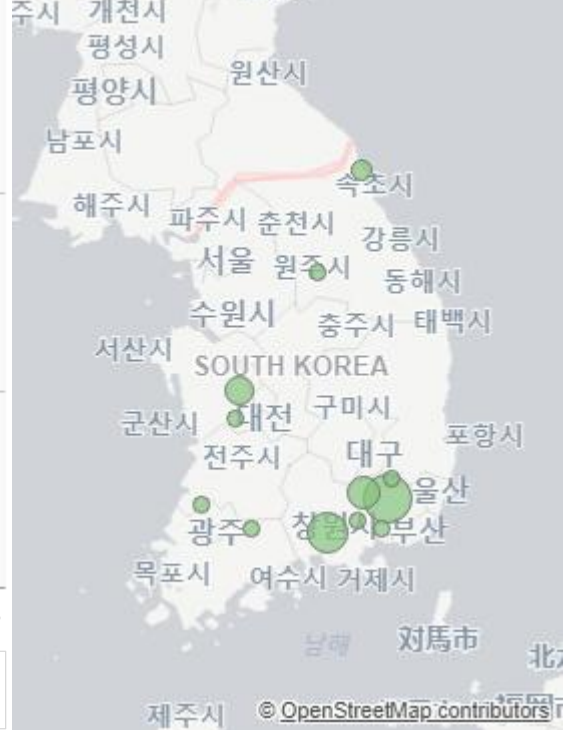 주시 개천시
평성시
원산시
평양시
남포시
속초시
해주시 파주시 춘천시
강릉시
서울 원주시
동해시
수원시 충주시 태백시
서산시
SOUTH KOREA
군산시 대전 구미시
포항시
전주시 대구
울산
광주 창원시 부산
목포시 여수시 거제시
남해 対馬市
제주시
© OpenStreetMap contributors